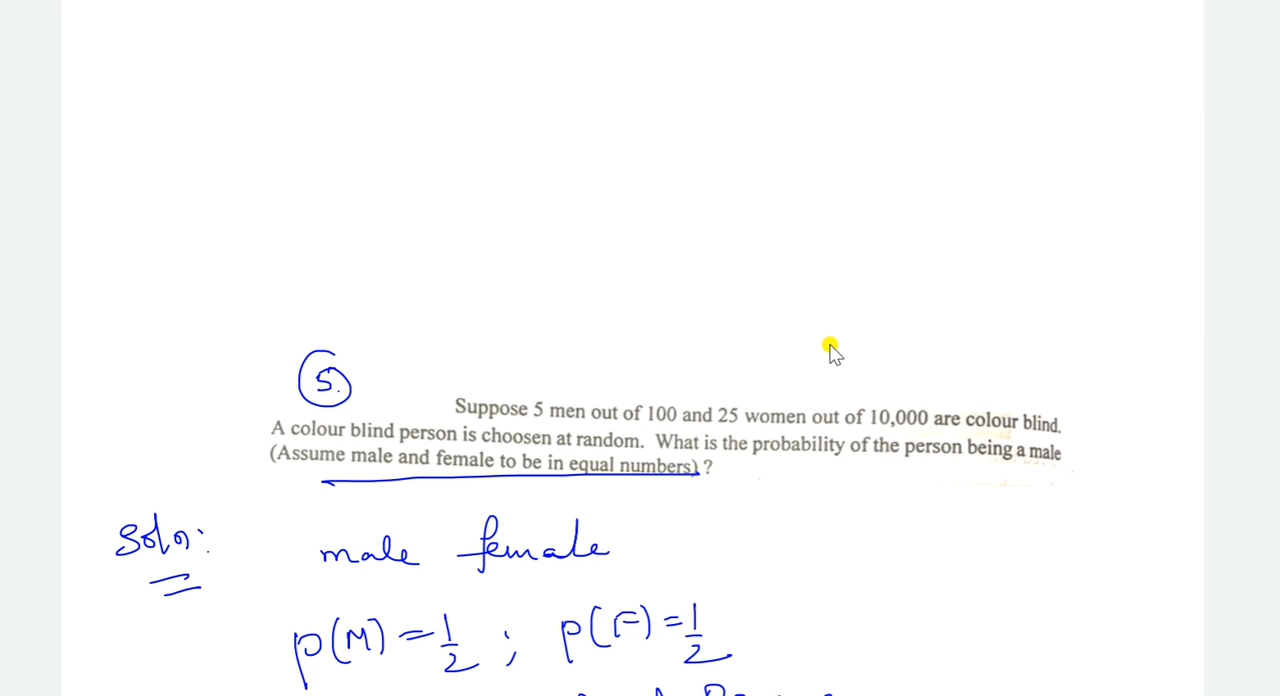 5.
Suppose 5 men out of 100 and 25 women out of 10,000 are colour blind.
A colour blind person is choosen at random. What is the probability of the person being a male
(Assume male and female to be in equal numbers)?
Soln:
male female
P(M) = 1/2 ; P(F) = 1/2